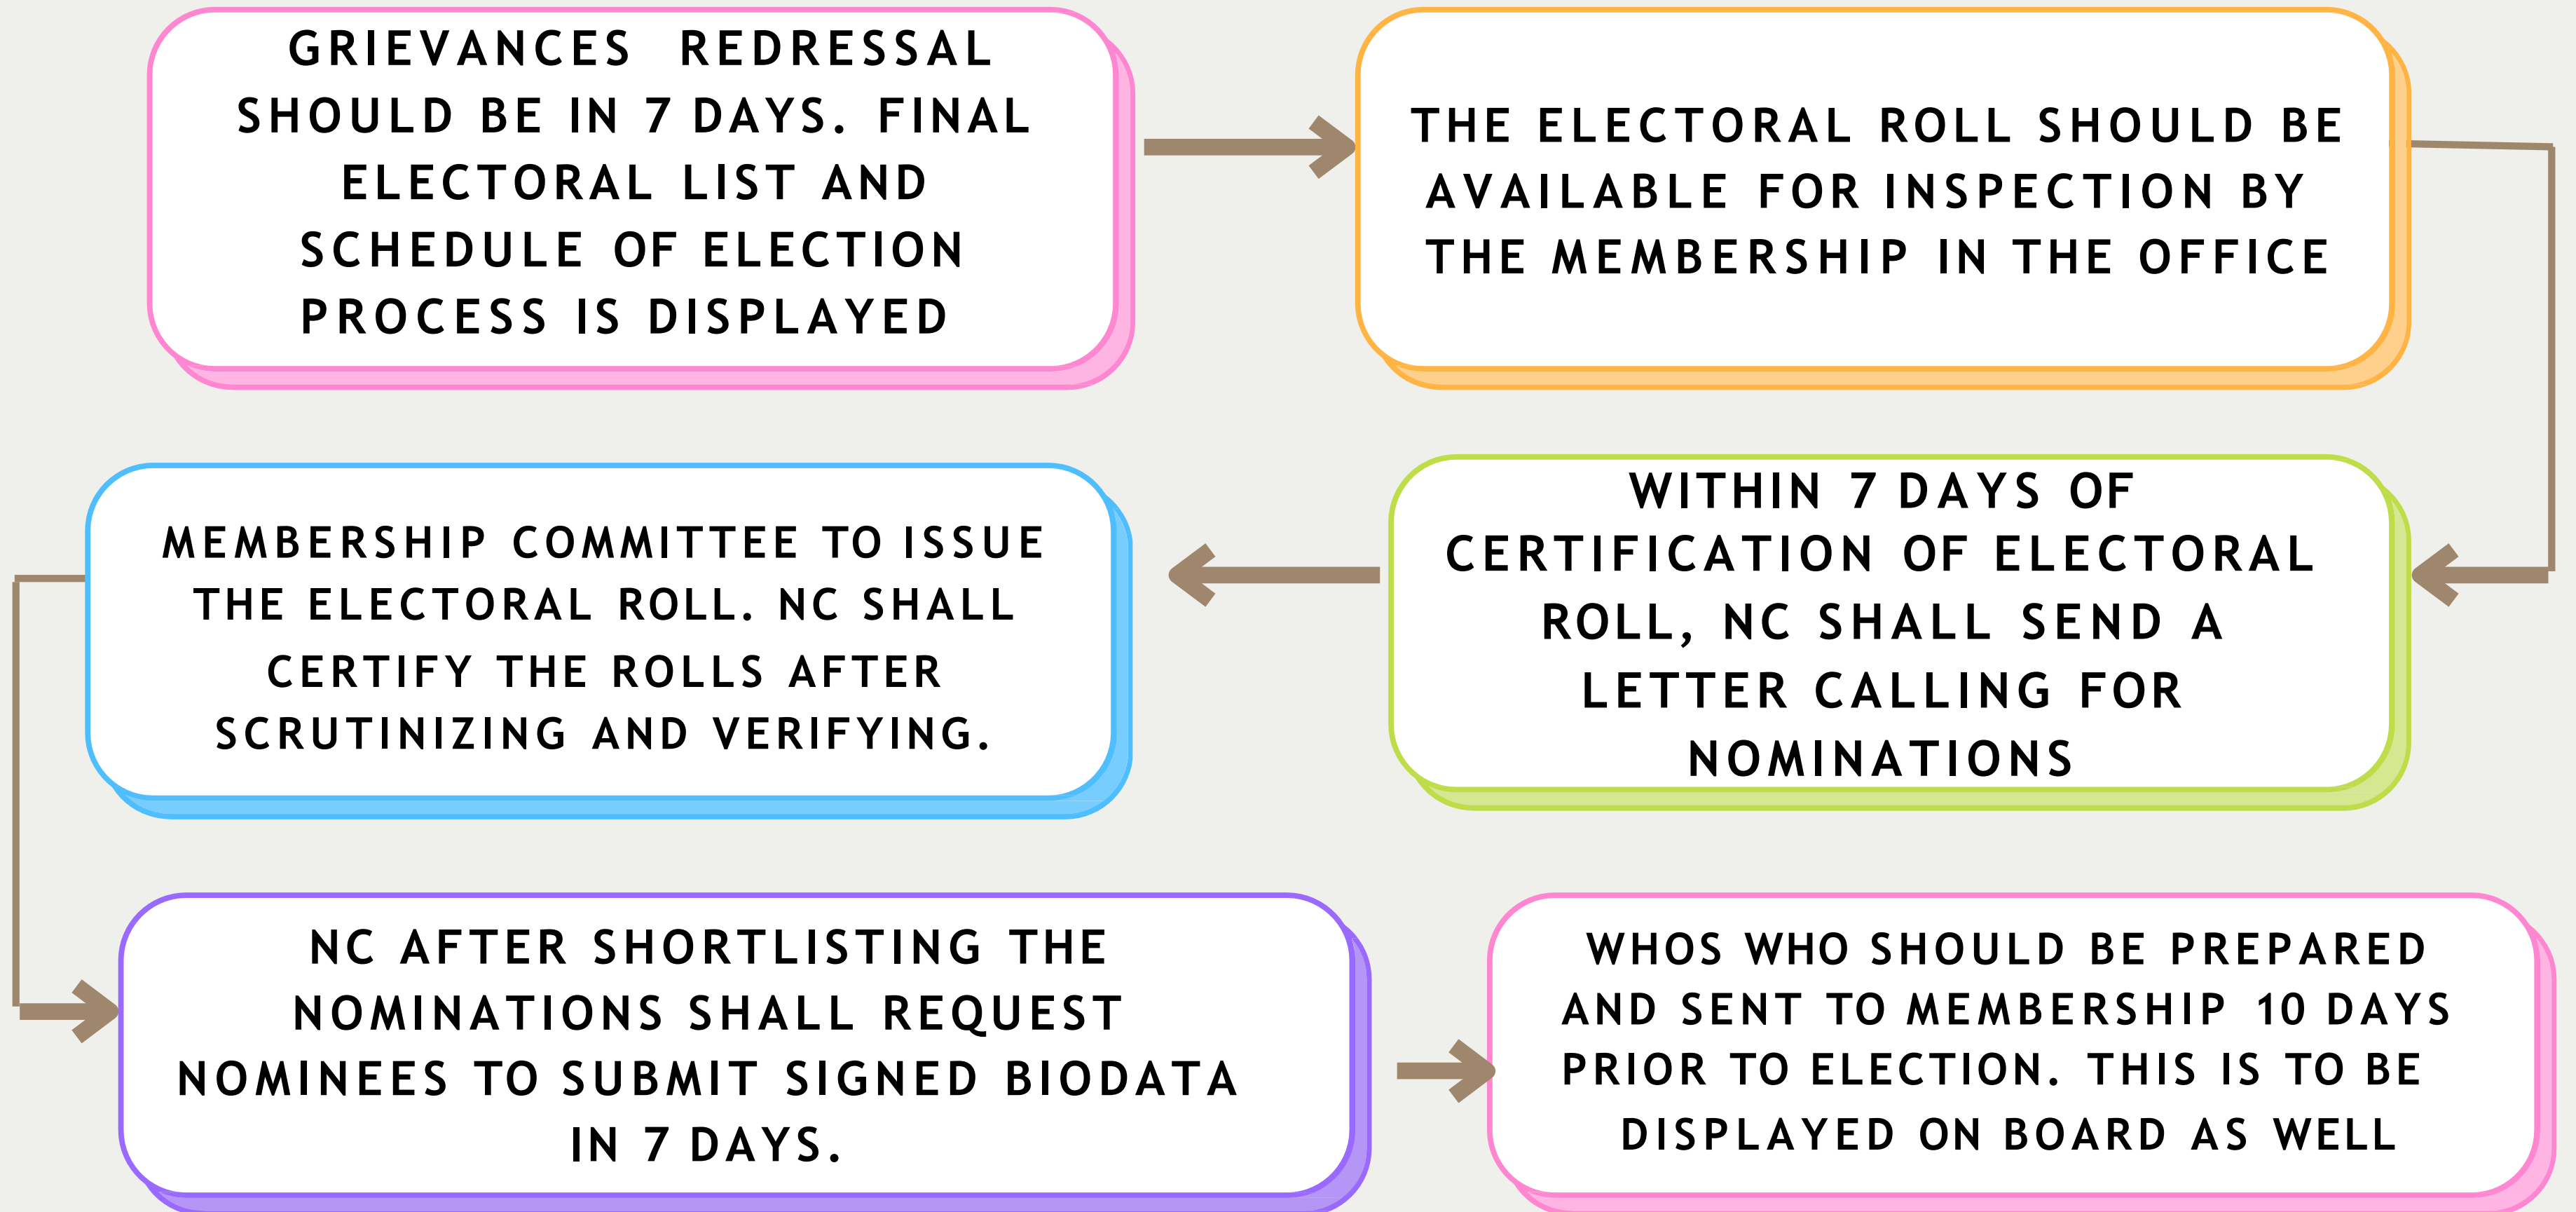 GRIEVANCES REDRESSAL
SHOULD BE IN 7 DAYS. FINAL
ELECTORAL LIST AND
SCHEDULE OF ELECTION
PROCESS IS DISPLAYED
THE ELECTORAL ROLL SHOULD BE
AVAILABLE FOR INSPECTION BY
THE MEMBERSHIP IN THE OFFICE
WITHIN 7 DAYS OF
CERTIFICATION OF ELECTORAL
ROLL, NC SHALL SEND A
LETTER CALLING FOR
NOMINATIONS
MEMBERSHIP COMMITTEE TO ISSUE
THE ELECTORAL ROLL. NC SHALL
CERTIFY THE ROLLS AFTER
SCRUTINIZING AND VERIFYING.
NC AFTER SHORTLISTING THE
NOMINATIONS SHALL REQUEST
NOMINEES TO SUBMIT SIGNED BIODATA
IN 7 DAYS.
WHOS WHO SHOULD BE PREPARED
AND SENT TO MEMBERSHIP 10 DAYS
PRIOR TO ELECTION. THIS IS TO BE
DISPLAYED ON BOARD AS WELL